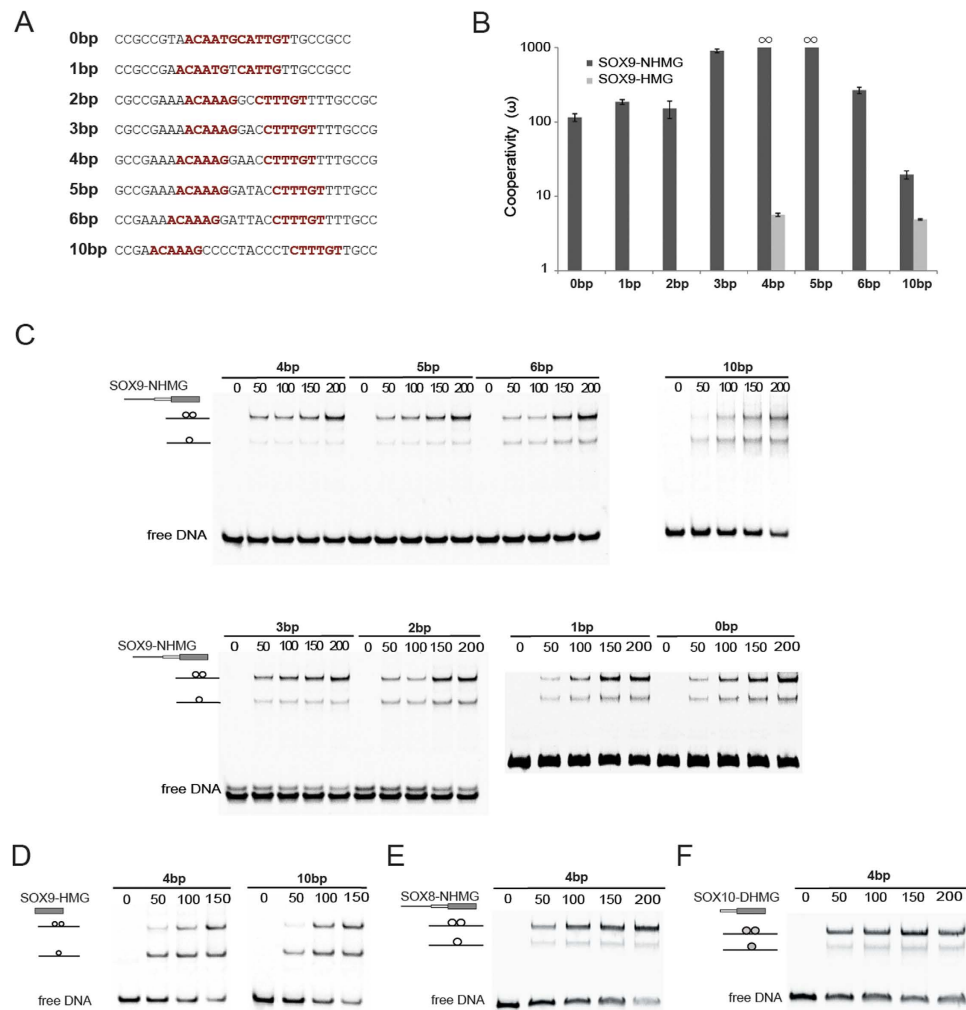 A
0bp CCGCCGTAACAATGCATTGTTGCCGCC
1bp CCGCCGAACAATGTCATTGTTGCCGCC
2bp CCGCCGAAAACAAAGGCCTTTGTTTTGCCGC
3bp CCGCCGAAAACAAAGGACCTTTGTTTTGCCG
4bp GCCGAAAACAAAGGAACCTTTGTTTTGCCG
5bp GCCGAAAACAAAGGATACCTTTGTTTTGCC
6bp CCGAAAACAAAGGATTACCTTTGTTTTGCC
10bp CCGAACAAAGCCCCTACCCTCTTTGTTTGCC
B
Cooperativity (ω)
1000
100
10
1
SOX9-NHMG
SOX9-HMG
∞ ∞
0bp 1bp 2bp 3bp 4bp 5bp 6bp 10bp
C
4bp 5bp 6bp 10bp
SOX9-NHMG
0 50 100 150 200 0 50 100 150 200 0 50 100 150 200 0 50 100 150 200
free DNA
3bp 2bp 1bp 0bp
SOX9-NHMG
0 50 100 150 200 0 50 100 150 200 0 50 100 150 200 0 50 100 150 200
free DNA
D
4bp 10bp
SOX9-HMG
0 50 100 150 0 50 100 150
free DNA
E
4bp
SOX8-NHMG
0 50 100 150 200
free DNA
F
4bp
SOX10-DHMG
0 50 100 150 200
free DNA